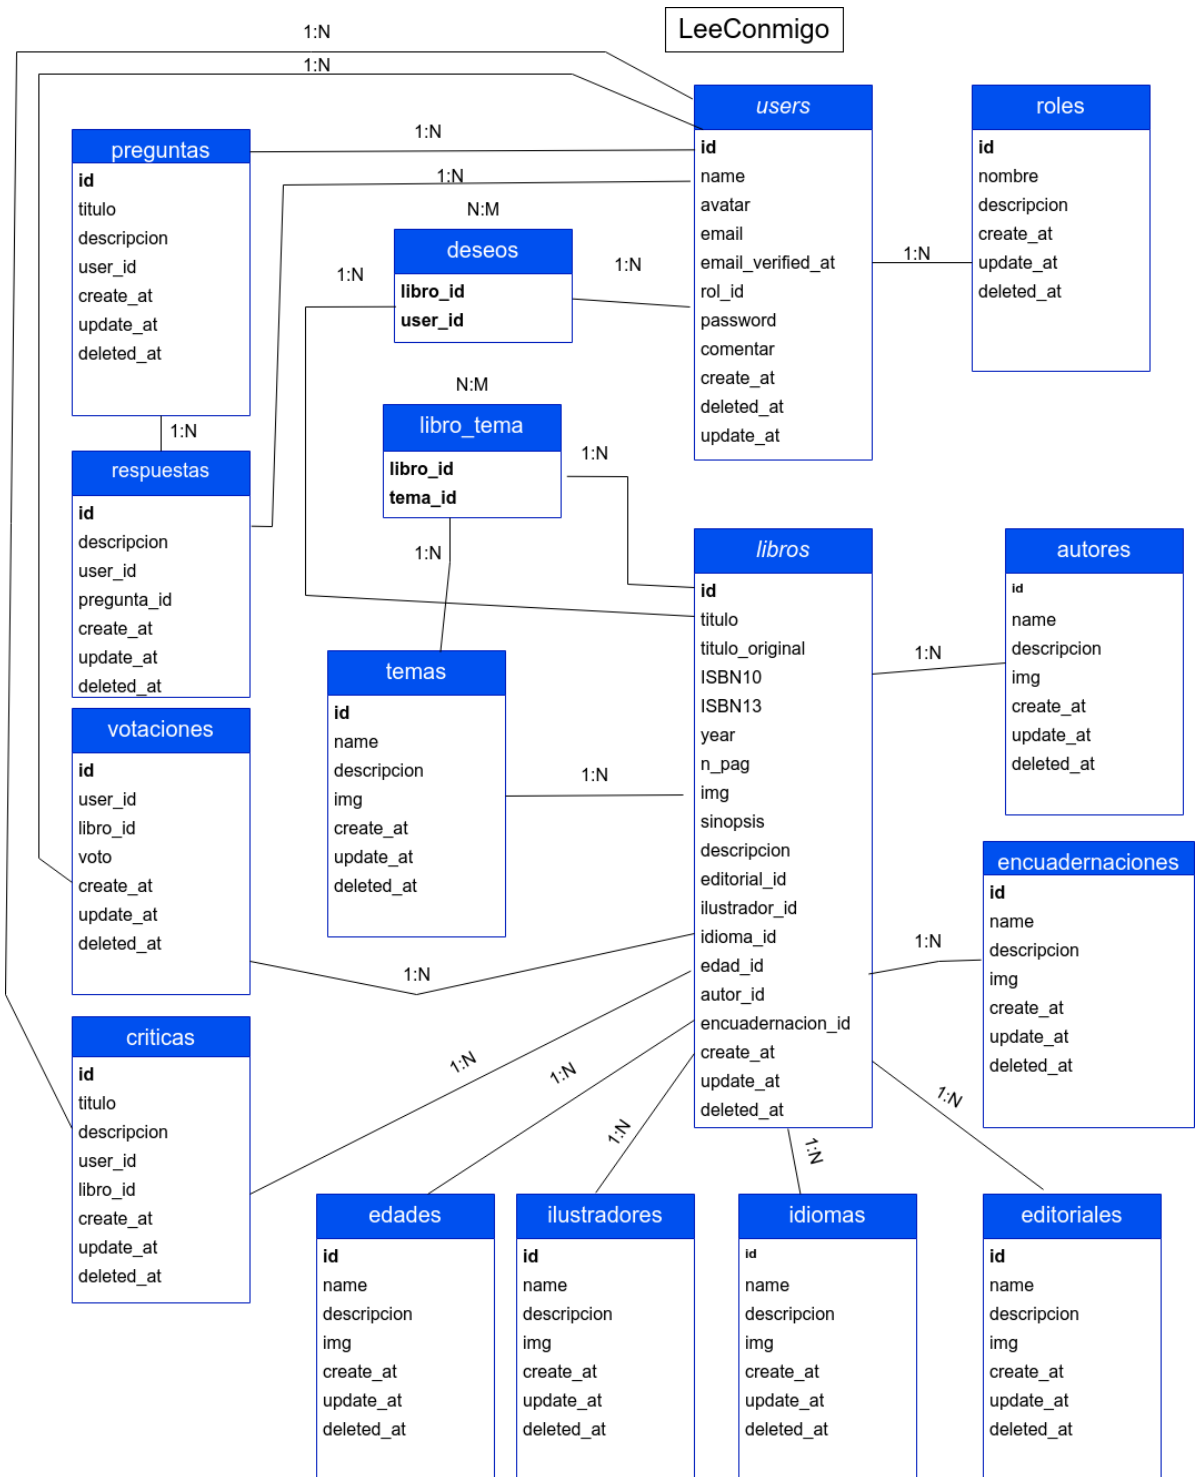 LeeConmigo
1:N
1:N
users
id
name
avatar
email
email_verified_at
rol_id
password
comentar
create_at
deleted_at
update_at
roles
id
nombre
descripcion
create_at
update_at
deleted_at
1:N
preguntas
id
titulo
descripcion
user_id
create_at
update_at
deleted_at
1:N
1:N
N:M
deseos
libro_id
user_id
1:N
1:N
N:M
libro_tema
libro_id
tema_id
1:N
1:N
1:N
respuestas
id
descripcion
user_id
pregunta_id
create_at
update_at
deleted_at
libros
id
titulo
titulo_original
ISBN10
ISBN13
year
n_pag
img
sinopsis
descripcion
editorial_id
ilustrador_id
idioma_id
edad_id
autor_id
encuadernacion_id
create_at
update_at
deleted_at
autores
id
name
descripcion
img
create_at
update_at
deleted_at
1:N
temas
id
name
descripcion
img
create_at
update_at
deleted_at
1:N
votaciones
id
user_id
libro_id
voto
create_at
update_at
deleted_at
1:N
encuadernaciones
id
name
descripcion
img
create_at
update_at
deleted_at
1:N
criticas
id
titulo
descripcion
user_id
libro_id
create_at
update_at
deleted_at
1:N
1:N
1:N
1:N
1:N
edades
id
name
descripcion
img
create_at
update_at
deleted_at
ilustradores
id
name
descripcion
img
create_at
update_at
deleted_at
idiomas
id
name
descripcion
img
create_at
update_at
deleted_at
editoriales
id
name
descripcion
img
create_at
update_at
deleted_at